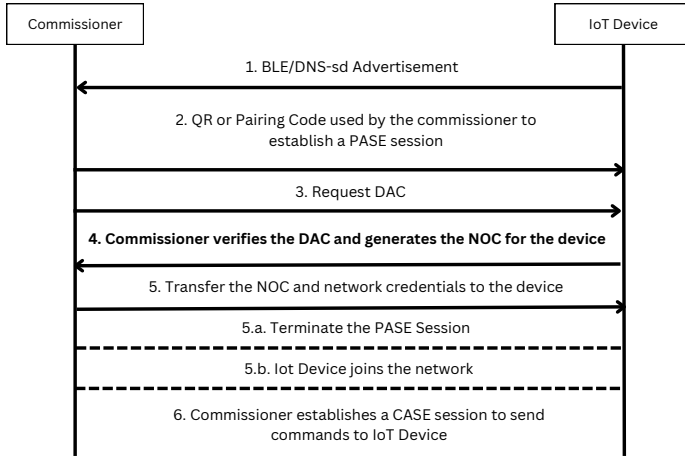 Commissioner
IoT Device
1. BLE/DNS-sd Advertisement
2. QR or Pairing Code used by the commissioner to
establish a PASE session
3. Request DAC
4. Commissioner verifies the DAC and generates the NOC for the device
5. Transfer the NOC and network credentials to the device
5.a. Terminate the PASE Session
5.b. Iot Device joins the network
6. Commissioner establishes a CASE session to send
commands to IoT Device